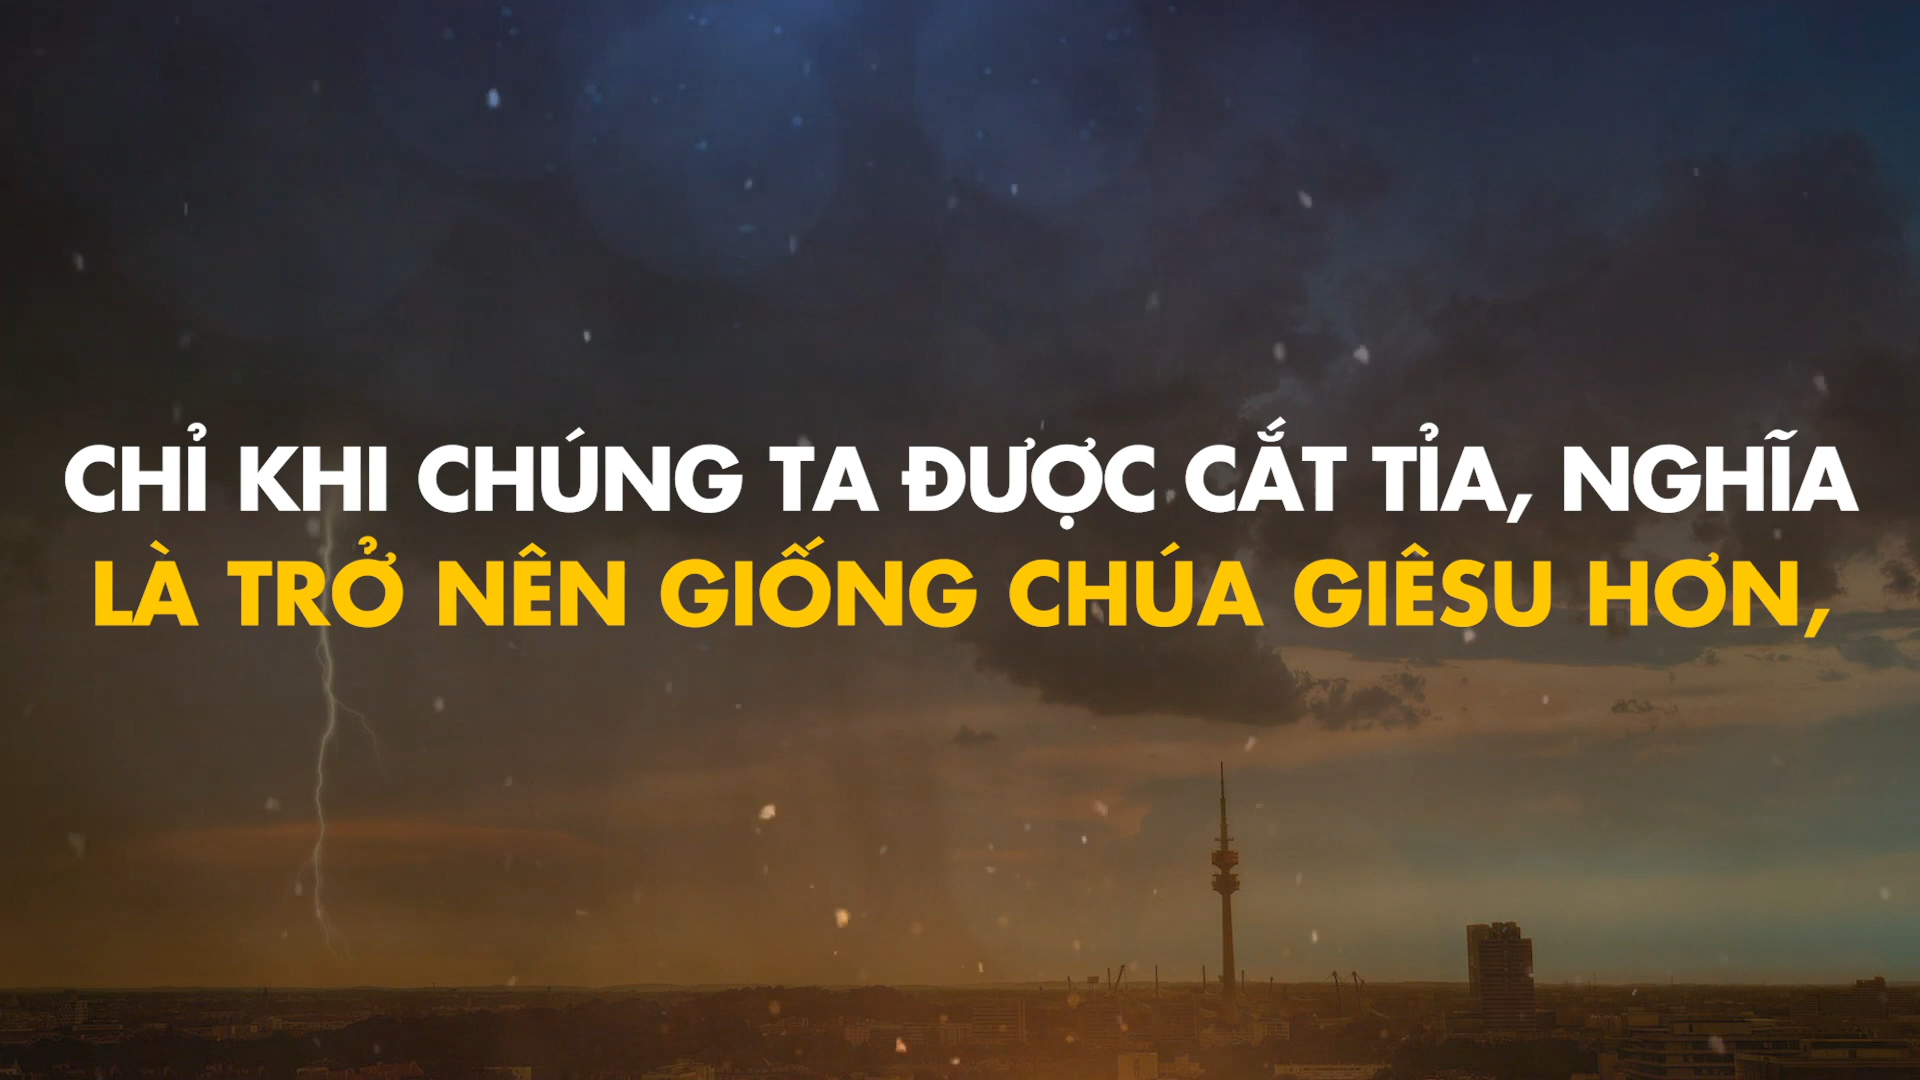 CHỈ KHI CHÚNG TA ĐƯỢC CẮT TỈA, NGHĨA
LÀ TRỞ NÊN GIỐNG CHÚA GIÊSU HƠN,